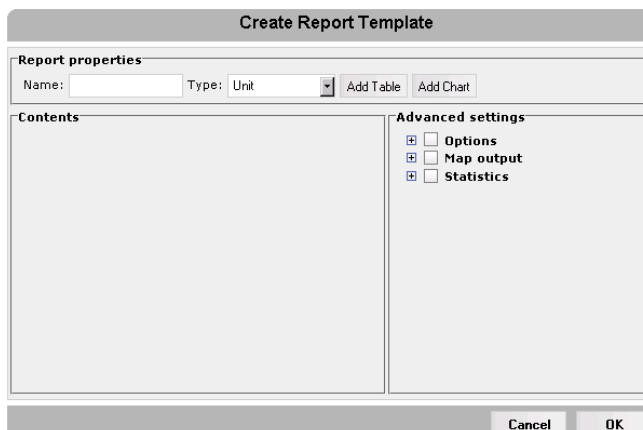 Create Report Template
Report properties
Name: Type: Unit Add Table Add Chart
Contents
Advanced settings
Options
Map output
Statistics
Cancel OK